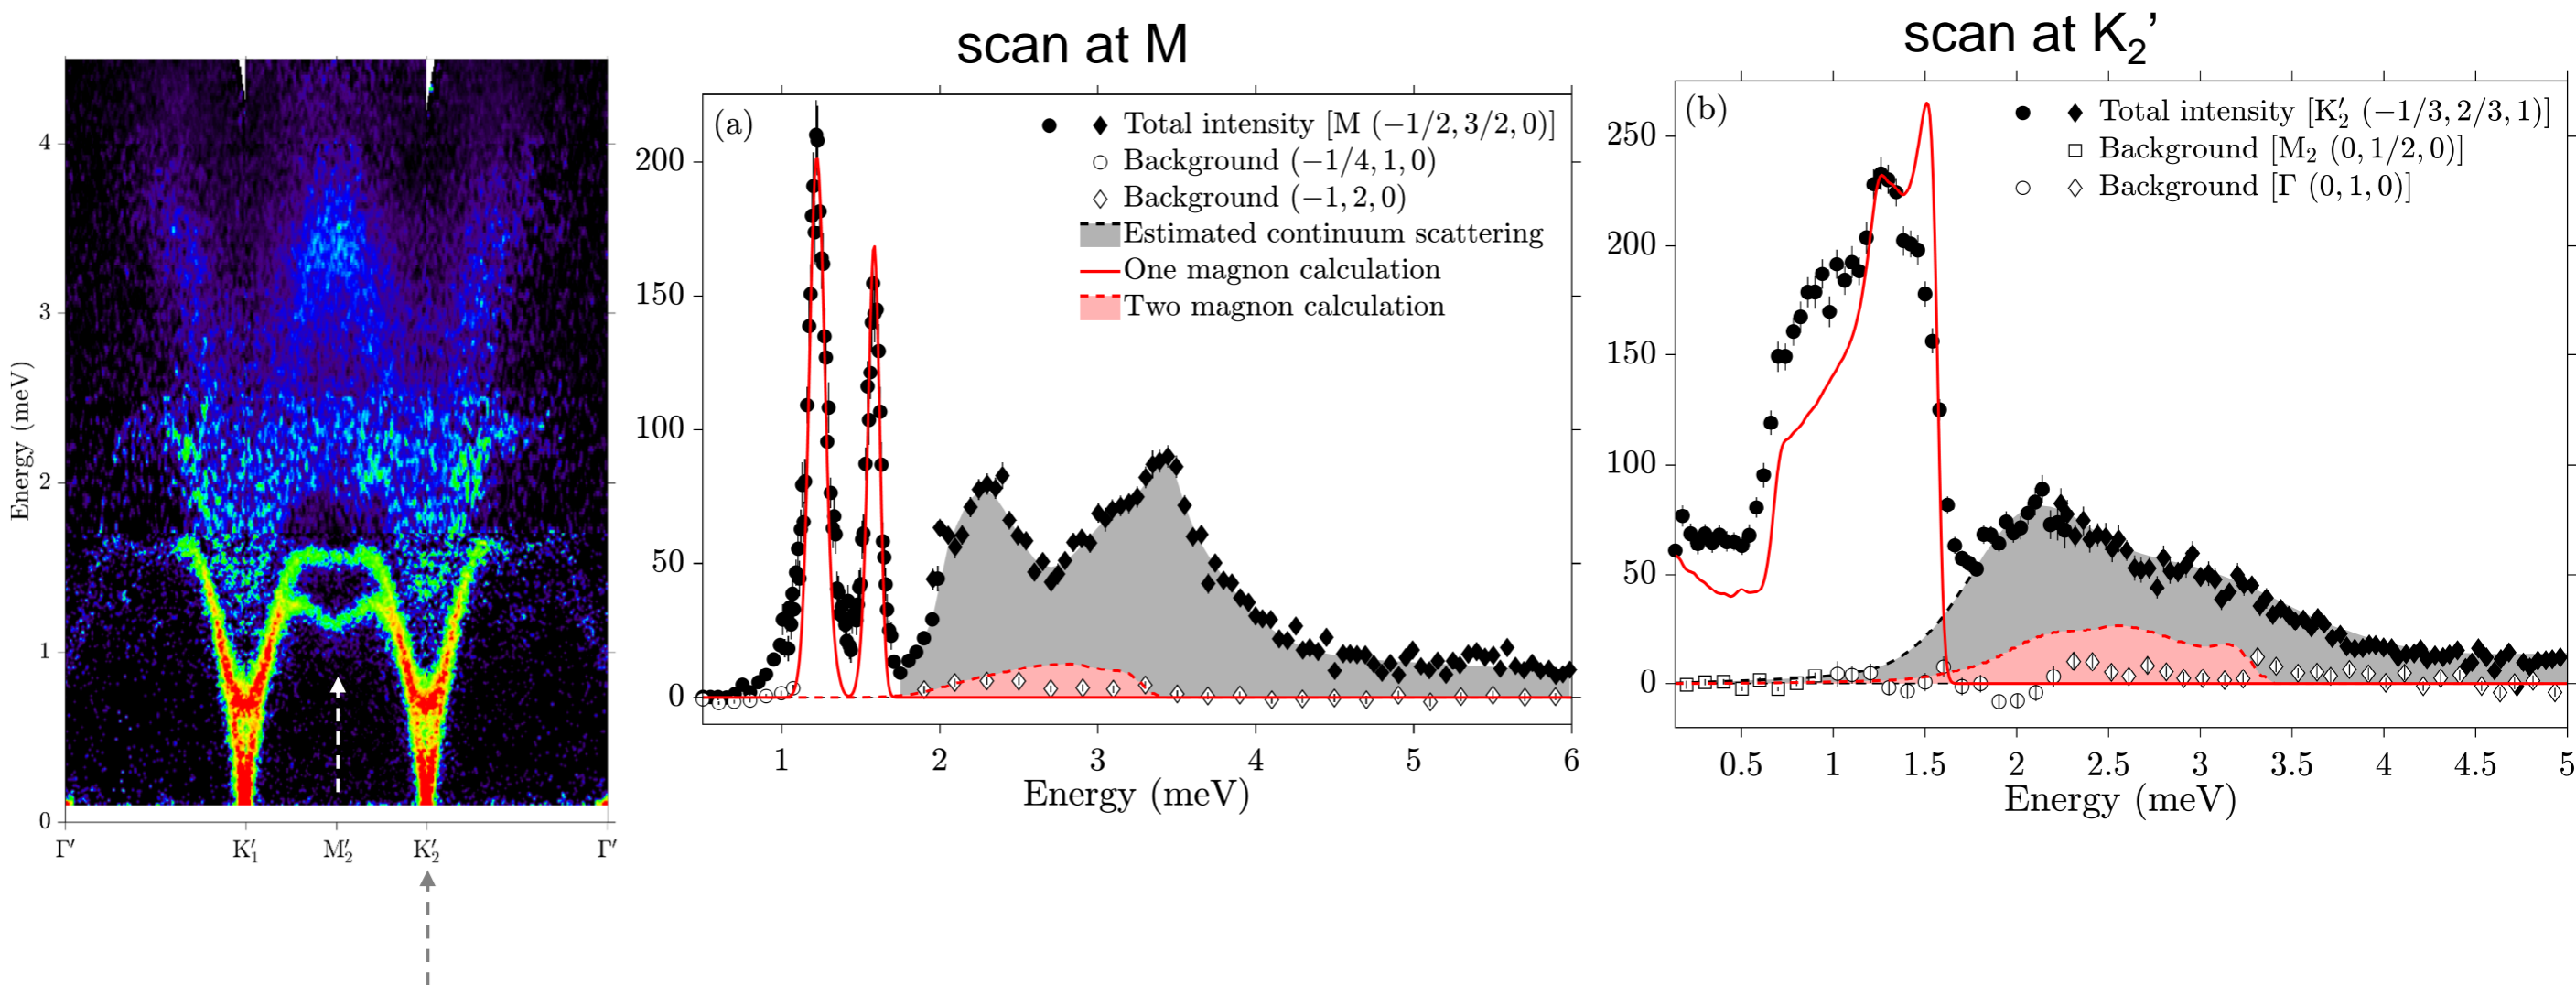 scan at M
scan at K₂’
Energy (meV)
4
3
2
1
0
Γ′
K′₁
M′₂
K′₂
Γ′
(a)
Total intensity [M (−1/2, 3/2, 0)]
Background (−1/4, 1, 0)
Background (−1, 2, 0)
Estimated continuum scattering
One magnon calculation
Two magnon calculation
200
150
100
50
0
1
2
3
4
5
6
Energy (meV)
(b)
Total intensity [K′₂ (−1/3, 2/3, 1)]
Background [M₂ (0, 1/2, 0)]
Background [Γ (0, 1, 0)]
250
200
150
100
50
0
0.5
1
1.5
2
2.5
3
3.5
4
4.5
5
Energy (meV)